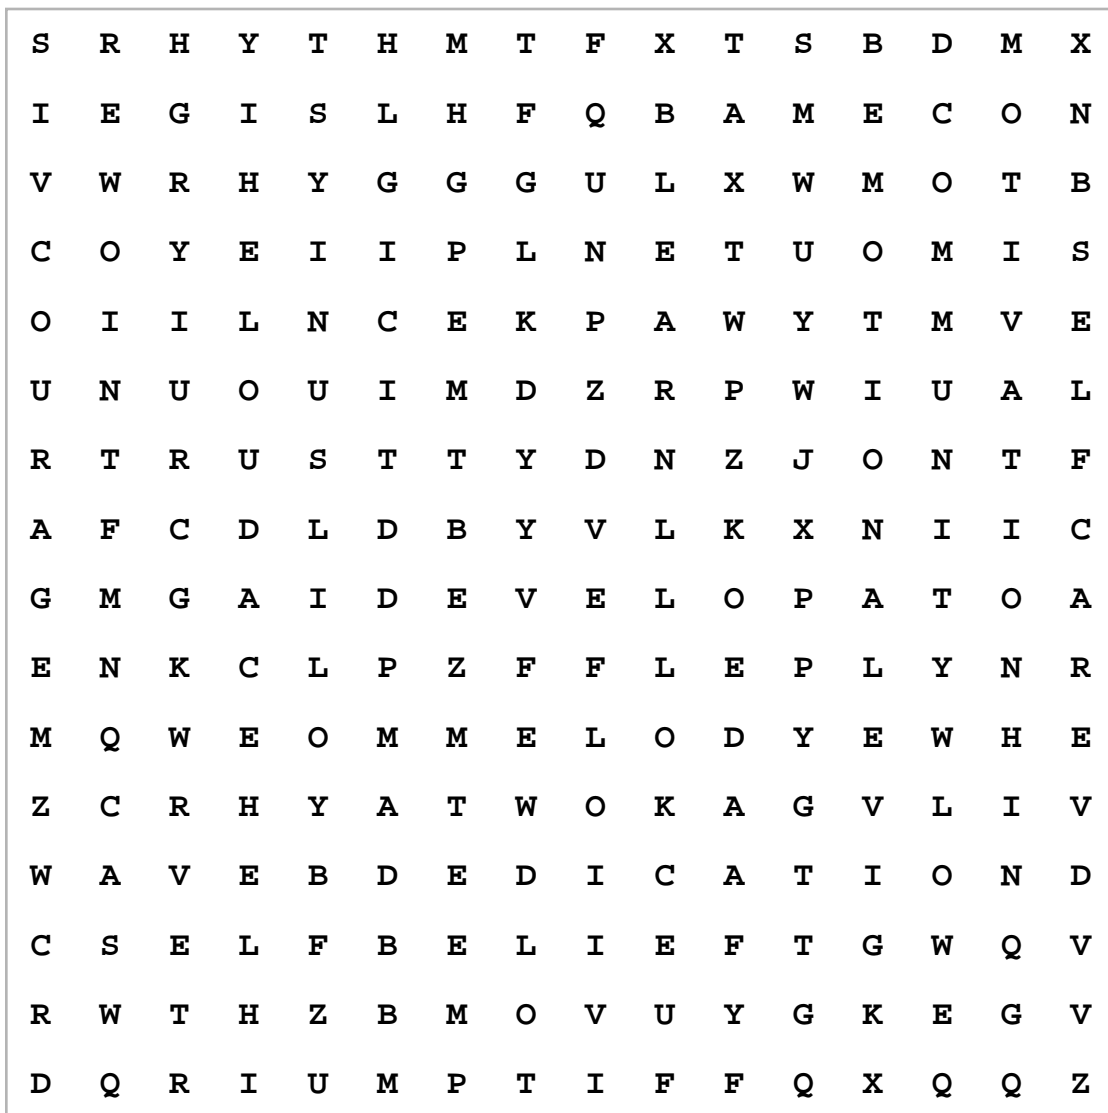 S R H Y T H M T F X T S B D M X
I E G I S L H F Q B A M E C O N
V W R H Y G G G U L X W M O T B
C O Y E I I P L N E T U O M I S
O I I L N C E K P A W Y T M V E
U N U O U I M D Z R P W I U A L
R T R U S T T Y D N Z J O N T F
A F C D L D B Y V L K X N I I C
G M G A I D E V E L O P A T O A
E N K C L P Z F F L E P L Y N R
M Q W E O M M E L O D Y E W H E
Z C R H Y A T W O K A G V L I V
W A V E B D E D I C A T I O N D
C S E L F B E L I E F T G W Q V
R W T H Z B M O V U Y G K E G V
D Q R I U M P T I F F Q X Q Q Z